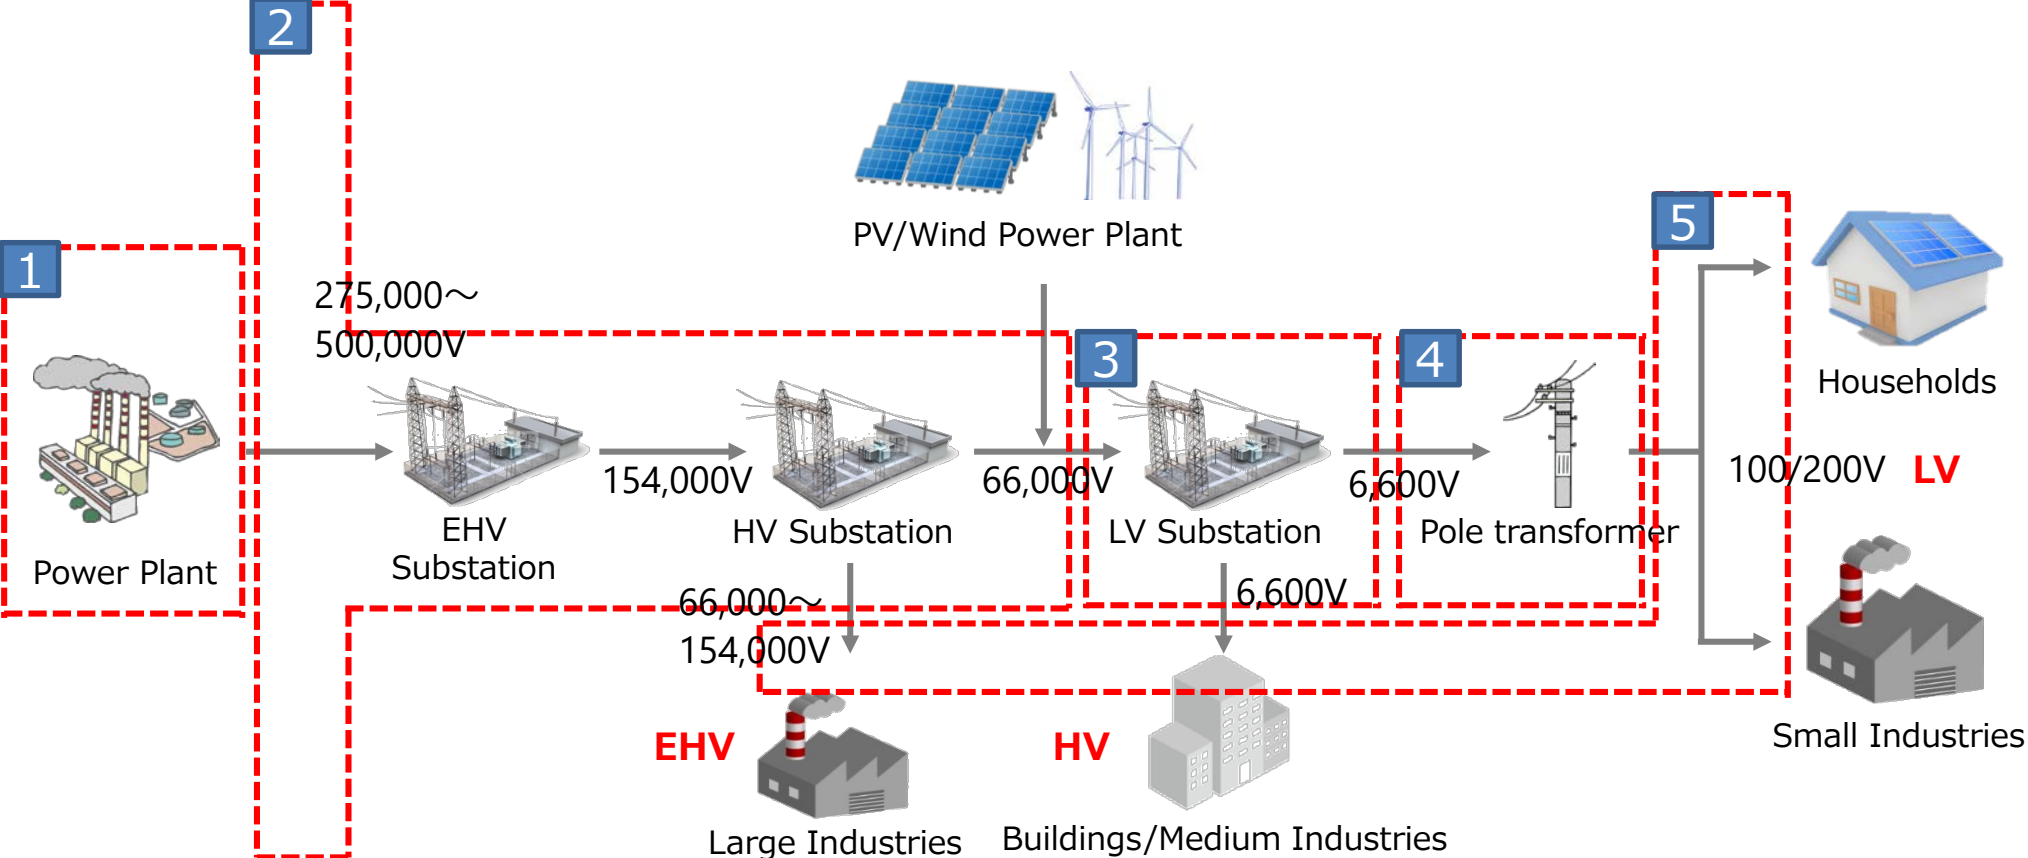 2
PV/Wind Power Plant
5
1
275,000～
500,000V
3
4
Households
154,000V
66,000V
6,600V
100/200V LV
EHV
Substation
HV Substation
LV Substation
Pole transformer
Power Plant
66,000～
154,000V
6,600V
EHV
HV
Small Industries
Large Industries
Buildings/Medium Industries